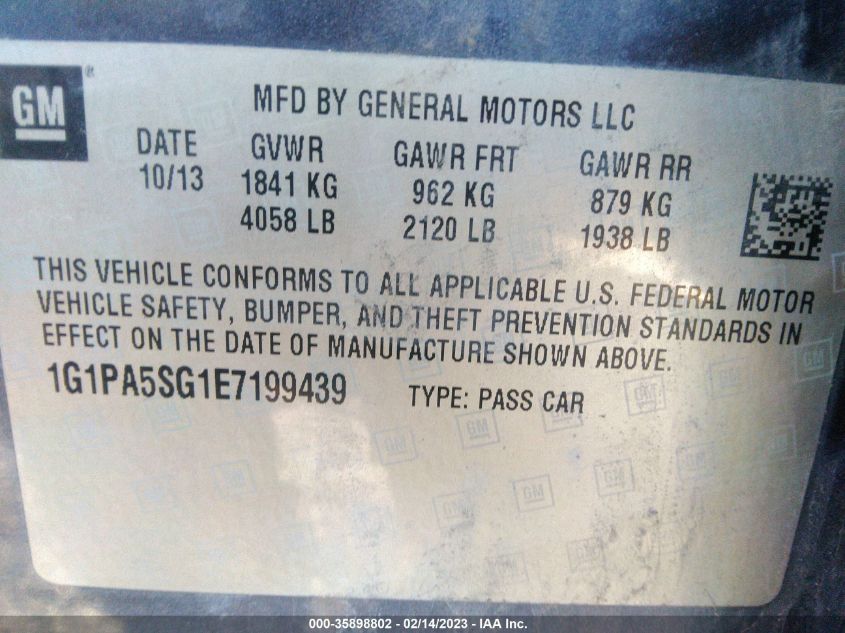 GM
MFD BY GENERAL MOTORS LLC
DATE GVWR GAWR FRT GAWR RR
10/13 1841 KG 962 KG 879 KG
4058 LB 2120 LB 1938 LB
THIS VEHICLE CONFORMS TO ALL APPLICABLE U.S. FEDERAL MOTOR
VEHICLE SAFETY, BUMPER, AND THEFT PREVENTION STANDARDS IN
EFFECT ON THE DATE OF MANUFACTURE SHOWN ABOVE.
1G1PA5SG1E7199439 TYPE: PASS CAR
000-35898802 - 02/14/2023 - IAA Inc.